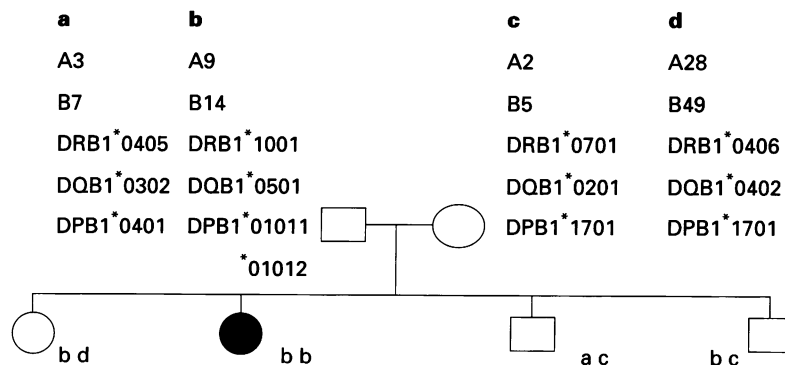 a b c d
A3 A9 A2 A28
B7 B14 B5 B49
DRB1*0405 DRB1*1001 DRB1*0701 DRB1*0406
DQB1*0302 DQB1*0501 DQB1*0201 DQB1*0402
DPB1*0401 DPB1*01011 DPB1*1701 DPB1*1701
*01012
b d b b a c b c